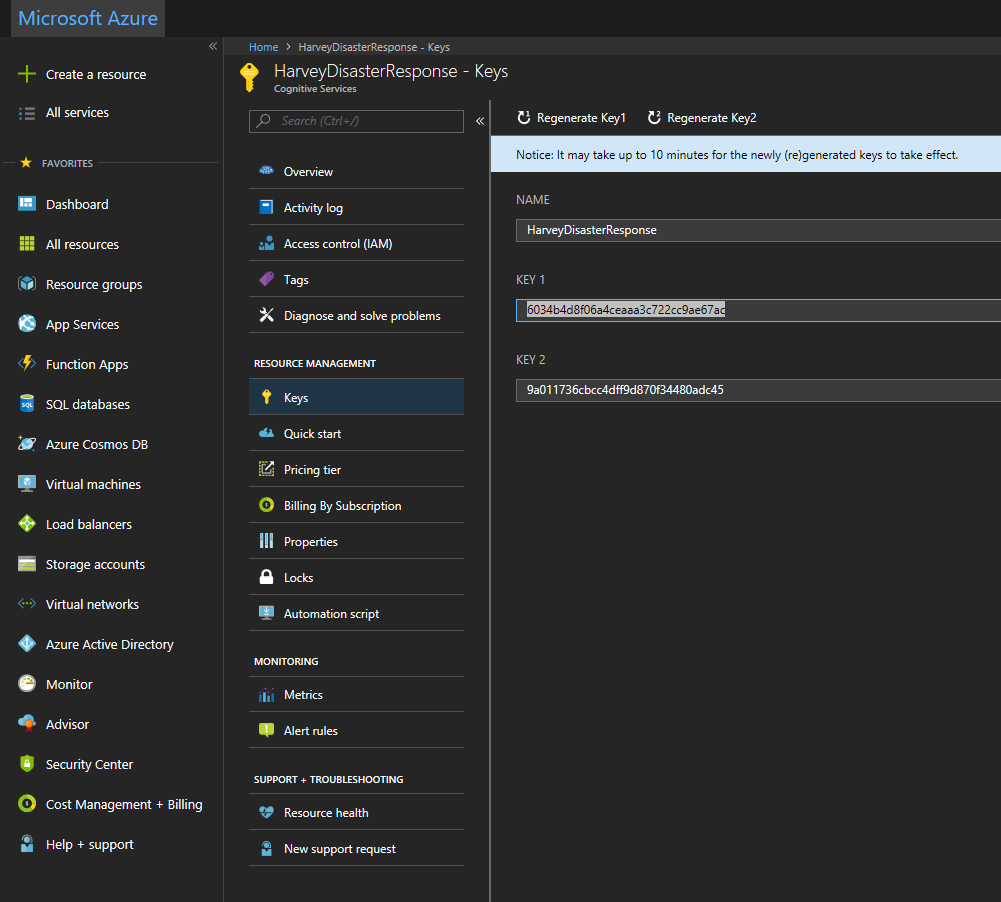 Microsoft Azure
Create a resource
All services
FAVORITES
Dashboard
All resources
Resource groups
App Services
Function Apps
SQL databases
Azure Cosmos DB
Virtual machines
Load balancers
Storage accounts
Virtual networks
Azure Active Directory
Monitor
Advisor
Security Center
Cost Management + Billing
Help + support
Home > HarveyDisasterResponse - Keys
HarveyDisasterResponse - Keys
Cognitive Services
Search (Ctrl+/)
Overview
Activity log
Access control (IAM)
Tags
Diagnose and solve problems
RESOURCE MANAGEMENT
Keys
Quick start
Pricing tier
Billing By Subscription
Properties
Locks
Automation script
MONITORING
Metrics
Alert rules
SUPPORT + TROUBLESHOOTING
Resource health
New support request
Regenerate Key1
Regenerate Key2
Notice: It may take up to 10 minutes for the newly (re)generated keys to take effect.
NAME
HarveyDisasterResponse
KEY 1
6034b4d8f06a4ceaaa3c722cc9ae67ac
KEY 2
9a011736cbcc4dff9d870f34480adc45